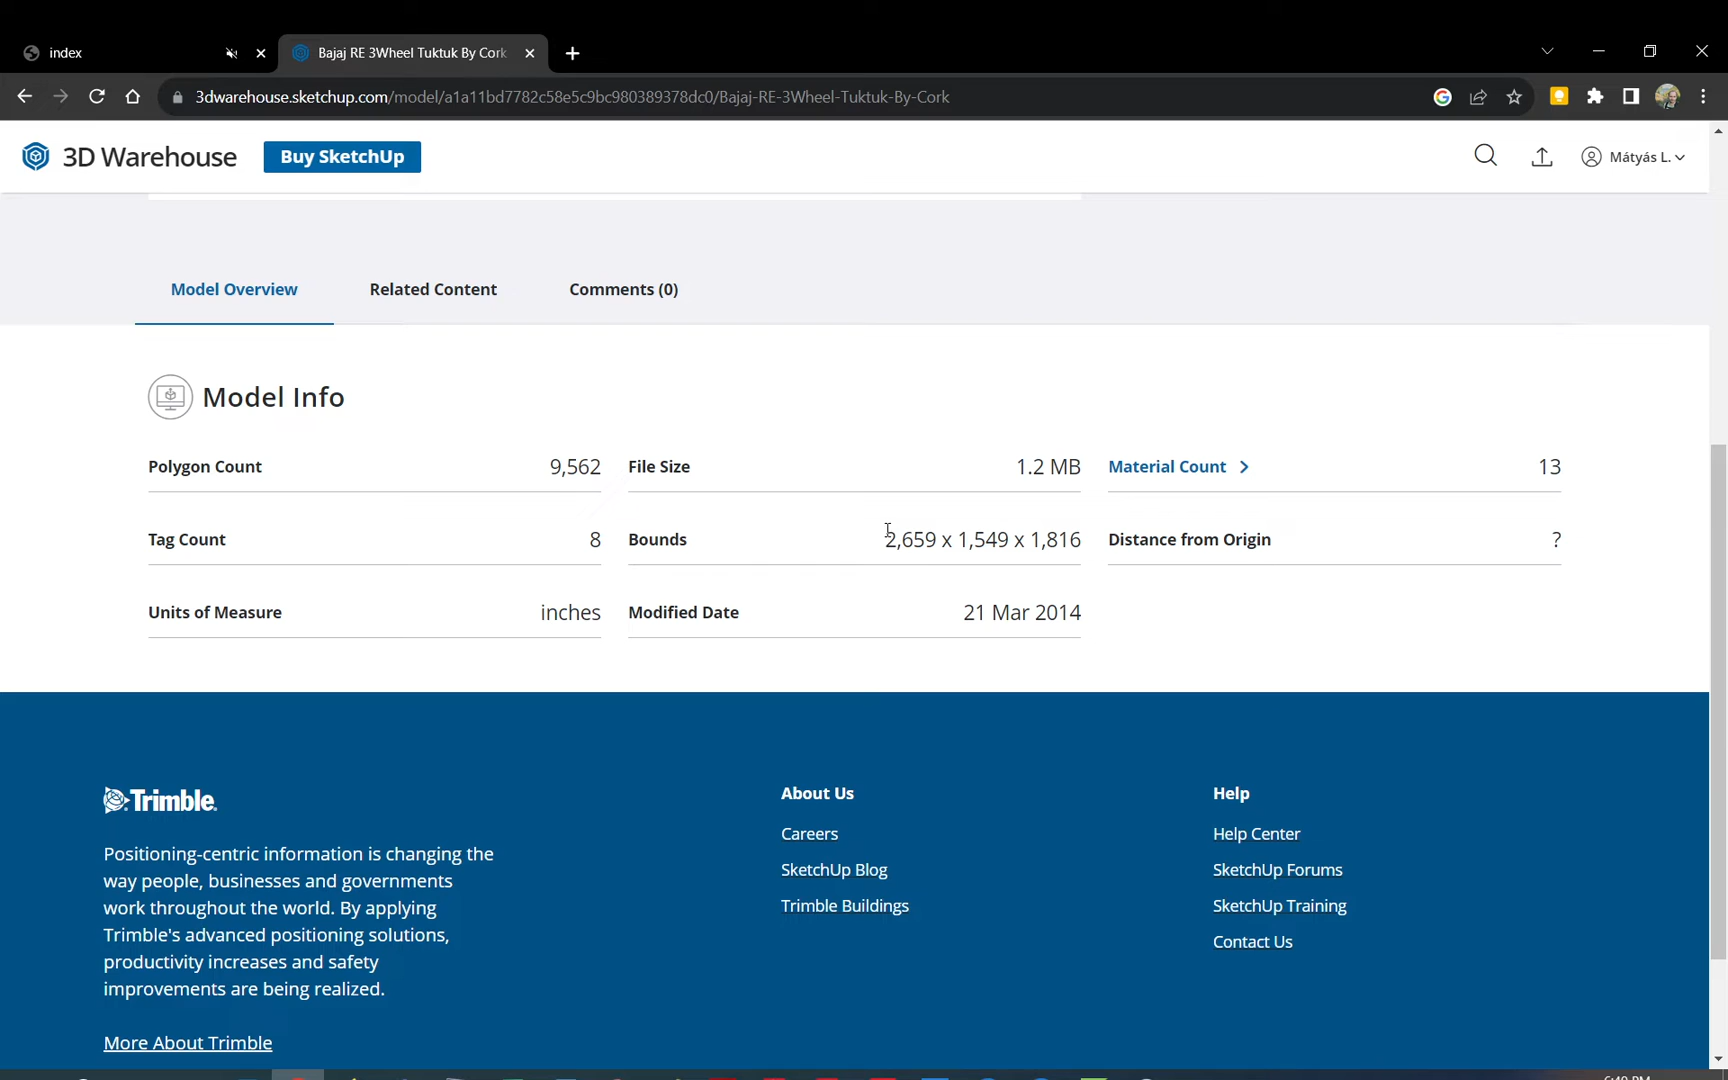 index
Bajaj RE 3Wheel Tuktuk By Cork
3dwarehouse.sketchup.com/model/a1a11bd7782c58e5c9bc980389378dc0/Bajaj-RE-3Wheel-Tuktuk-By-Cork
3D Warehouse
Buy SketchUp
Mátyás L.
Model Overview
Related Content
Comments (0)
Model Info
Polygon Count 9,562
File Size 1.2 MB
Material Count 13
Tag Count 8
Bounds 2,659 x 1,549 x 1,816
Distance from Origin ?
Units of Measure inches
Modified Date 21 Mar 2014
Trimble.
Positioning-centric information is changing the
way people, businesses and governments
work throughout the world. By applying
Trimble's advanced positioning solutions,
productivity increases and safety
improvements are being realized.
More About Trimble
About Us
Careers
SketchUp Blog
Trimble Buildings
Help
Help Center
SketchUp Forums
SketchUp Training
Contact Us